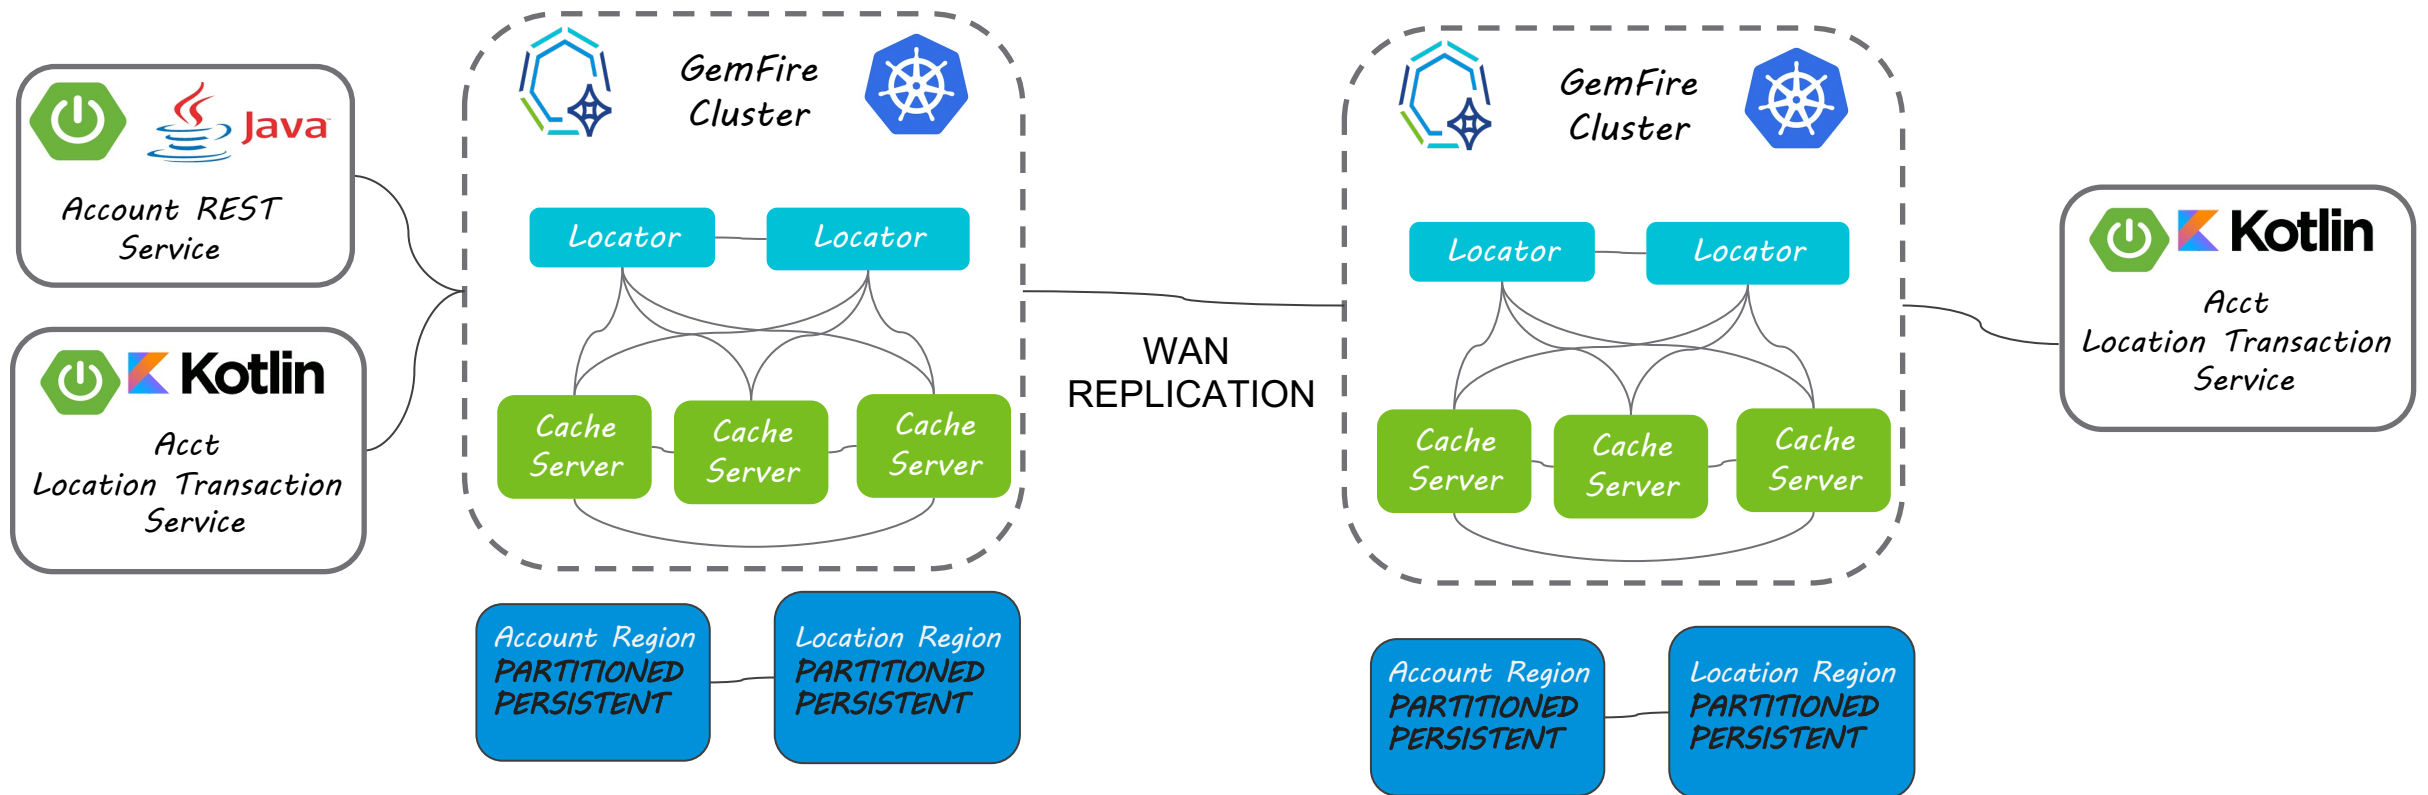 Java
Account REST
Service
Kotlin
Acct
Location Transaction
Service
GemFire
Cluster
Locator
Locator
Cache
Server
Cache
Server
Cache
Server
Account Region
PARTITIONED
PERSISTENT
Location Region
PARTITIONED
PERSISTENT
WAN
REPLICATION
GemFire
Cluster
Locator
Locator
Cache
Server
Cache
Server
Cache
Server
Account Region
PARTITIONED
PERSISTENT
Location Region
PARTITIONED
PERSISTENT
Kotlin
Acct
Location Transaction
Service